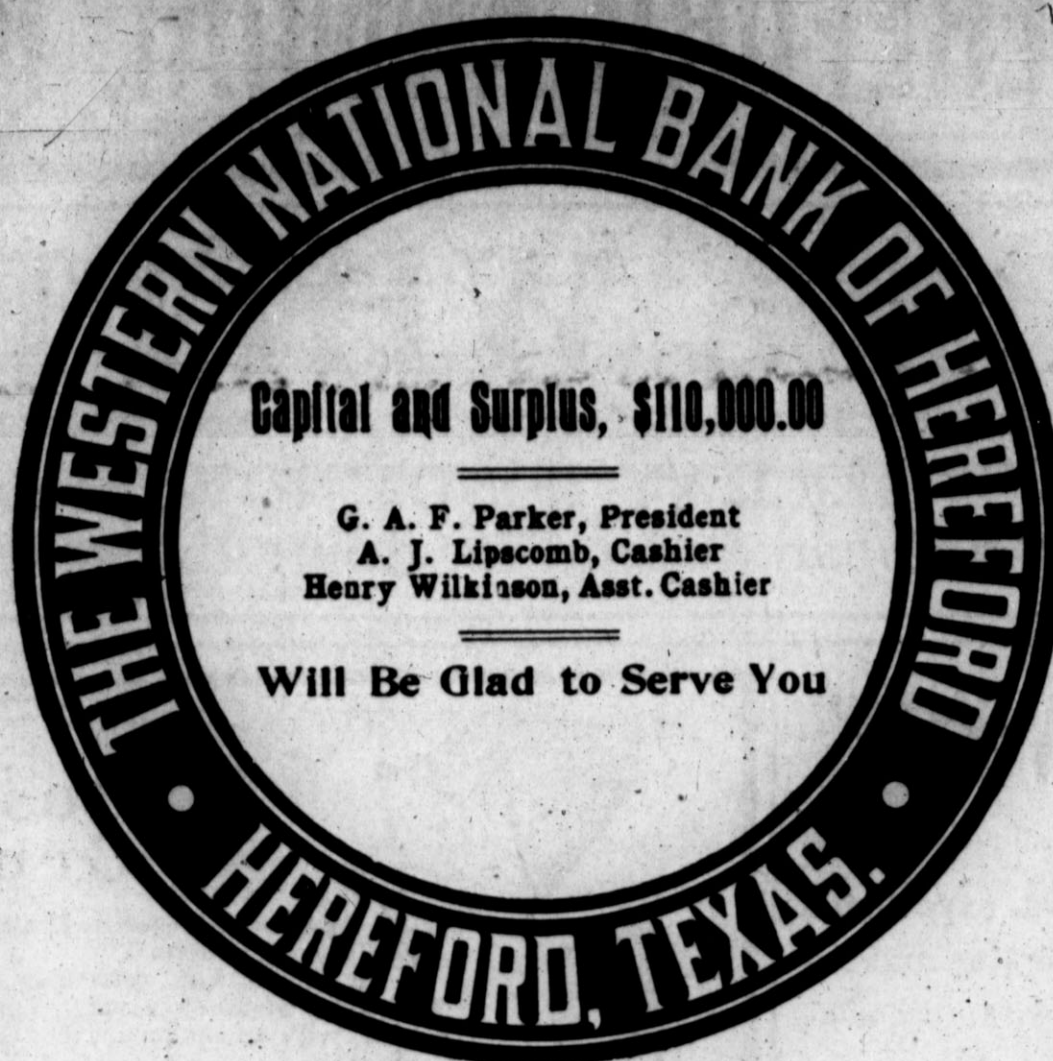 THE WESTERN NATIONAL BANK OF HEREFORD
Capital and Surplus, $110,000.00
G. A. F. Parker, President
A. J. Lipscomb, Cashier
Henry Wilkinson, Asst. Cashier
Will Be Glad to Serve You
HEREFORD, TEXAS.